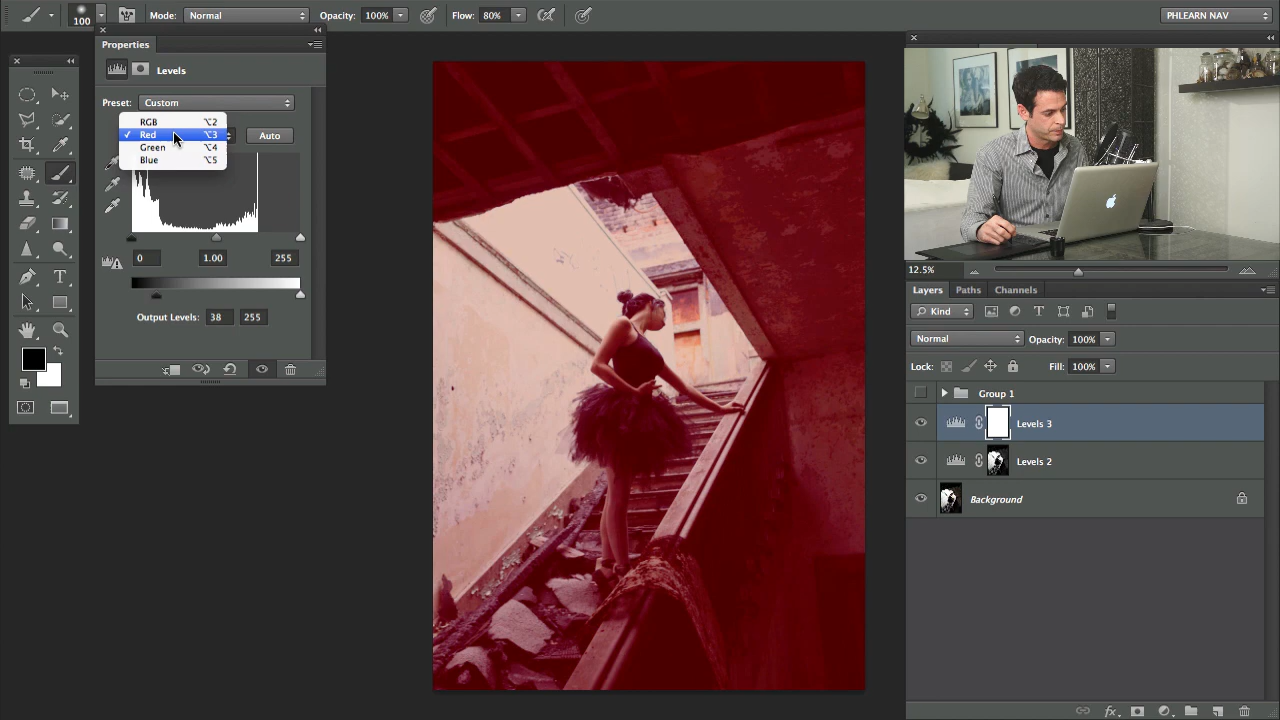 100
Mode: Normal
Opacity: 100%
Flow: 80%
PHLEARN NAV
Properties
Levels
Preset: Custom
RGB ⌥2
✓ Red ⌥3
Green ⌥4
Blue ⌥5
Auto
0 1.00 255
Output Levels: 38 255
12.5%
Layers Paths Channels
Kind
Normal Opacity: 100%
Lock: Fill: 100%
Group 1
Levels 3
Levels 2
Background